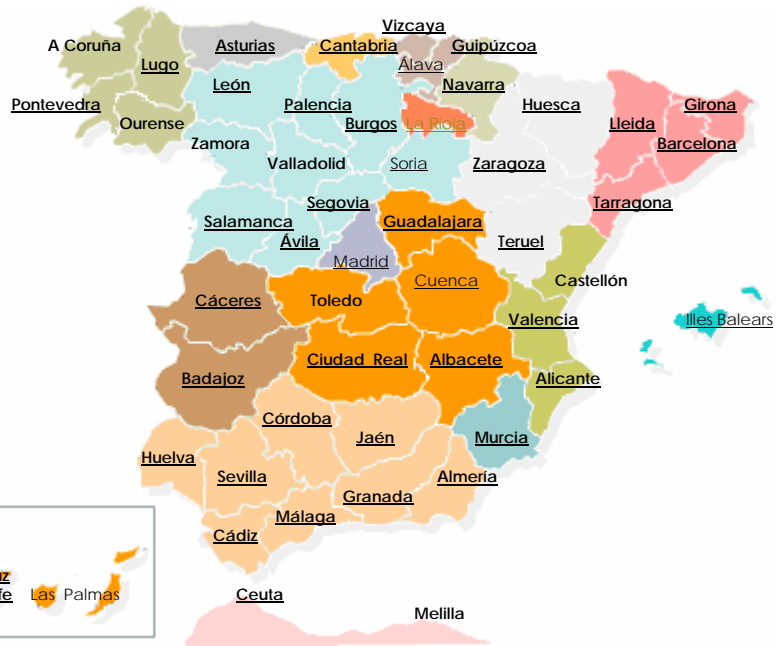 Vizcaya
A Coruña
Asturias
Cantabria
Guipúzcoa
Lugo
Álava
León
Navarra
Pontevedra
Palencia
Huesca
Girona
Ourense
Burgos
La Rioja
Lleida
Zamora
Barcelona
Valladolid
Soria
Zaragoza
Segovia
Tarragona
Salamanca
Guadalajara
Ávila
Teruel
Madrid
Cuenca
Castellón
Cáceres
Toledo
Valencia
Illes Balears
Ciudad Real
Albacete
Badajoz
Alicante
Córdoba
Jaén
Murcia
Huelva
Sevilla
Almería
Granada
Málaga
Cádiz
Las Palmas
Ceuta
Melilla